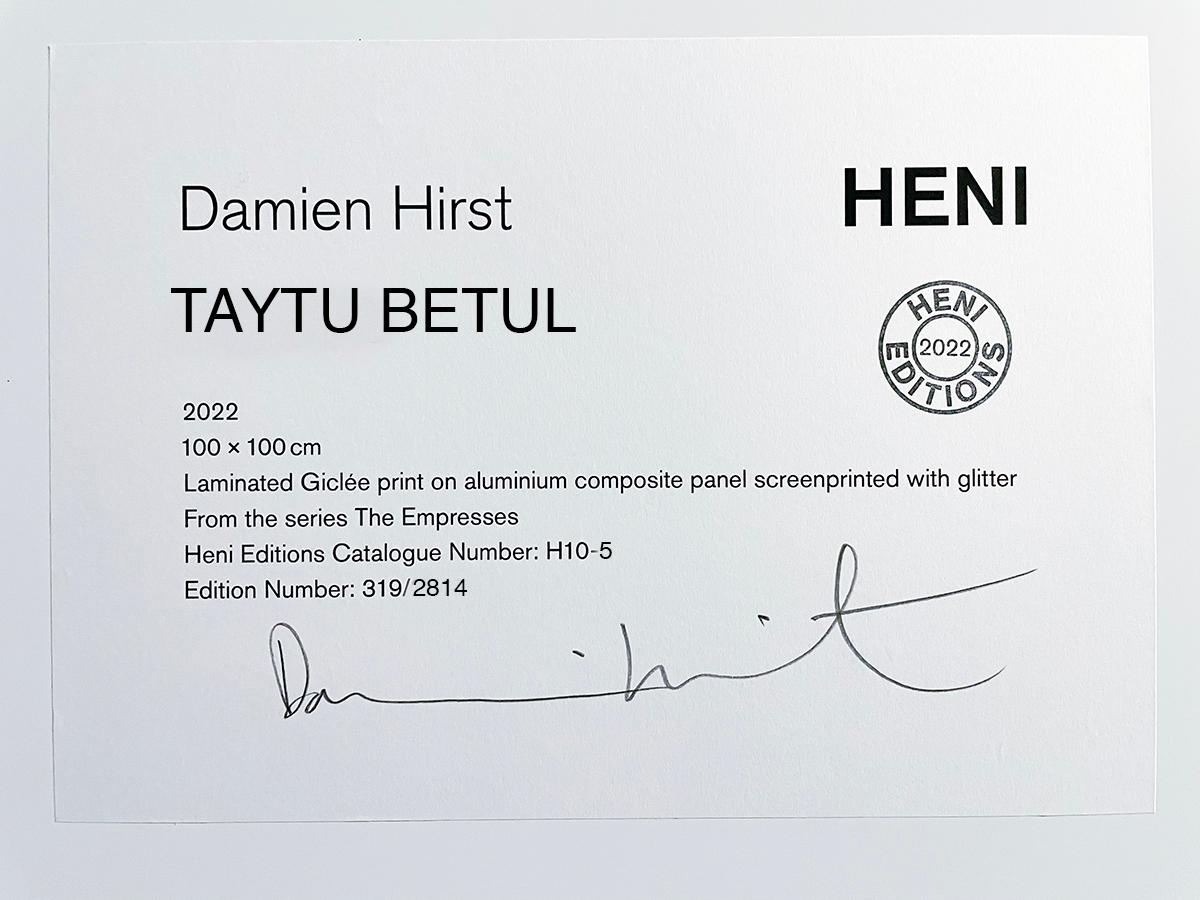 Damien Hirst
HENI
TAYTU BETUL
HENI
2022
EDITIONS
2022
100 × 100 cm
Laminated Giclée print on aluminium composite panel screenprinted with glitter
From the series The Empresses
Heni Editions Catalogue Number: H10-5
Edition Number: 319/2814